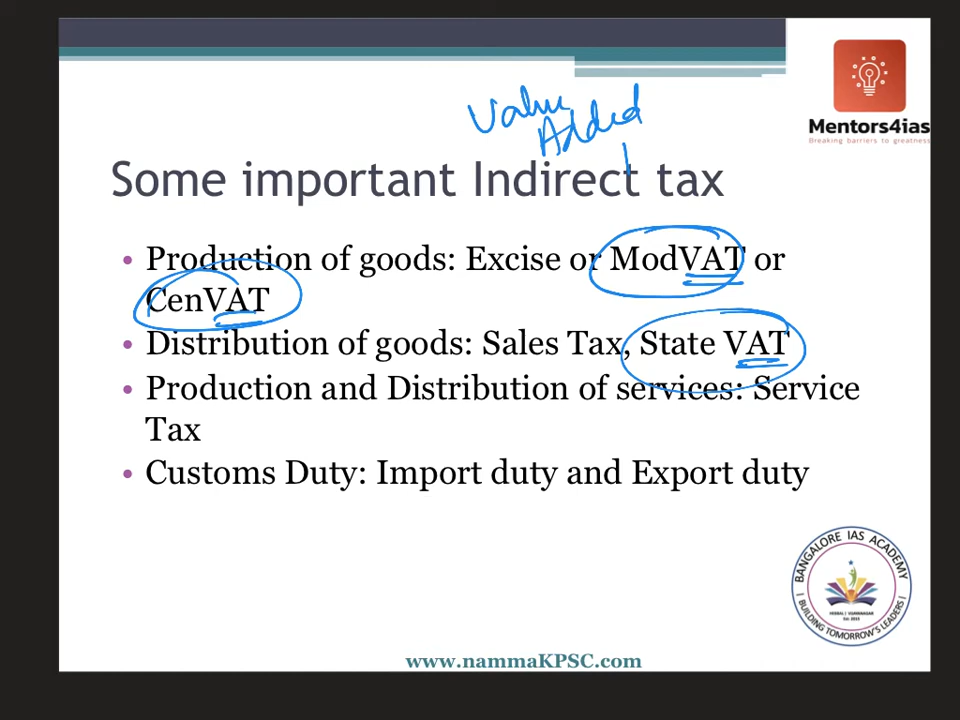 Mentors4ias
Breaking barriers to greatness
Value
Added
Some important Indirect tax
• Production of goods: Excise or ModVAT or
CenVAT
• Distribution of goods: Sales Tax, State VAT
• Production and Distribution of services: Service
Tax
• Customs Duty: Import duty and Export duty
BANGALORE IAS ACADEMY
| BUILDING TOMORROW'S LEADERS |
www.nammaKPSC.com